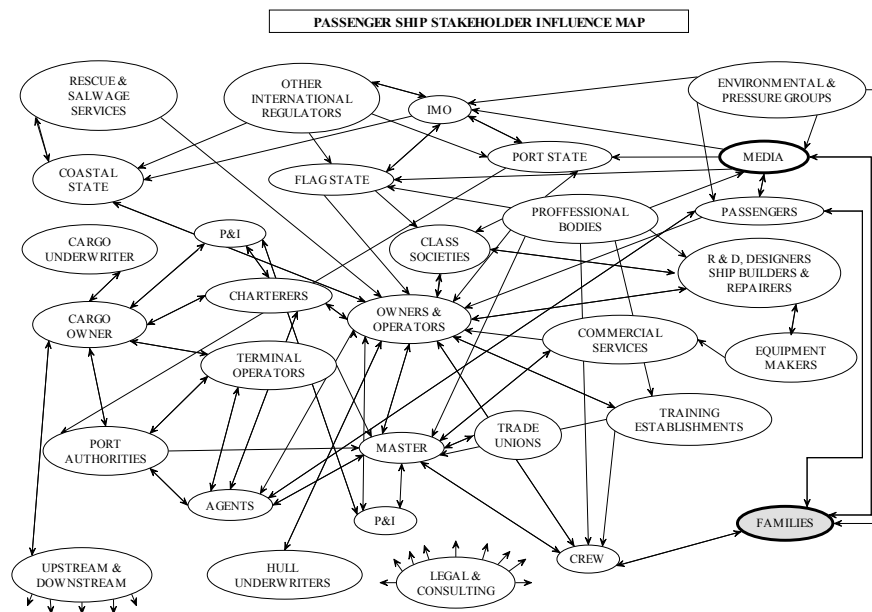 PASSENGER SHIP STAKEHOLDER INFLUENCE MAP
RESCUE &
SALWAGE
SERVICES
OTHER
INTERNATIONAL
REGULATORS
IMO
ENVIRONMENTAL &
PRESSURE GROUPS
COASTAL
STATE
FLAG STATE
PORT STATE
MEDIA
P&I
CLASS
SOCIETIES
PROFFESSIONAL
BODIES
PASSENGERS
CARGO
UNDERWRITER
R & D, DESIGNERS
SHIP BUILDERS &
REPAIRERS
CHARTERERS
CARGO
OWNER
OWNERS &
OPERATORS
COMMERCIAL
SERVICES
EQUIPMENT
MAKERS
TERMINAL
OPERATORS
TRAINING
ESTABLISHMENTS
PORT
AUTHORITIES
MASTER
TRADE
UNIONS
AGENTS
P&I
FAMILIES
UPSTREAM &
DOWNSTREAM
HULL
UNDERWRITERS
LEGAL &
CONSULTING
CREW